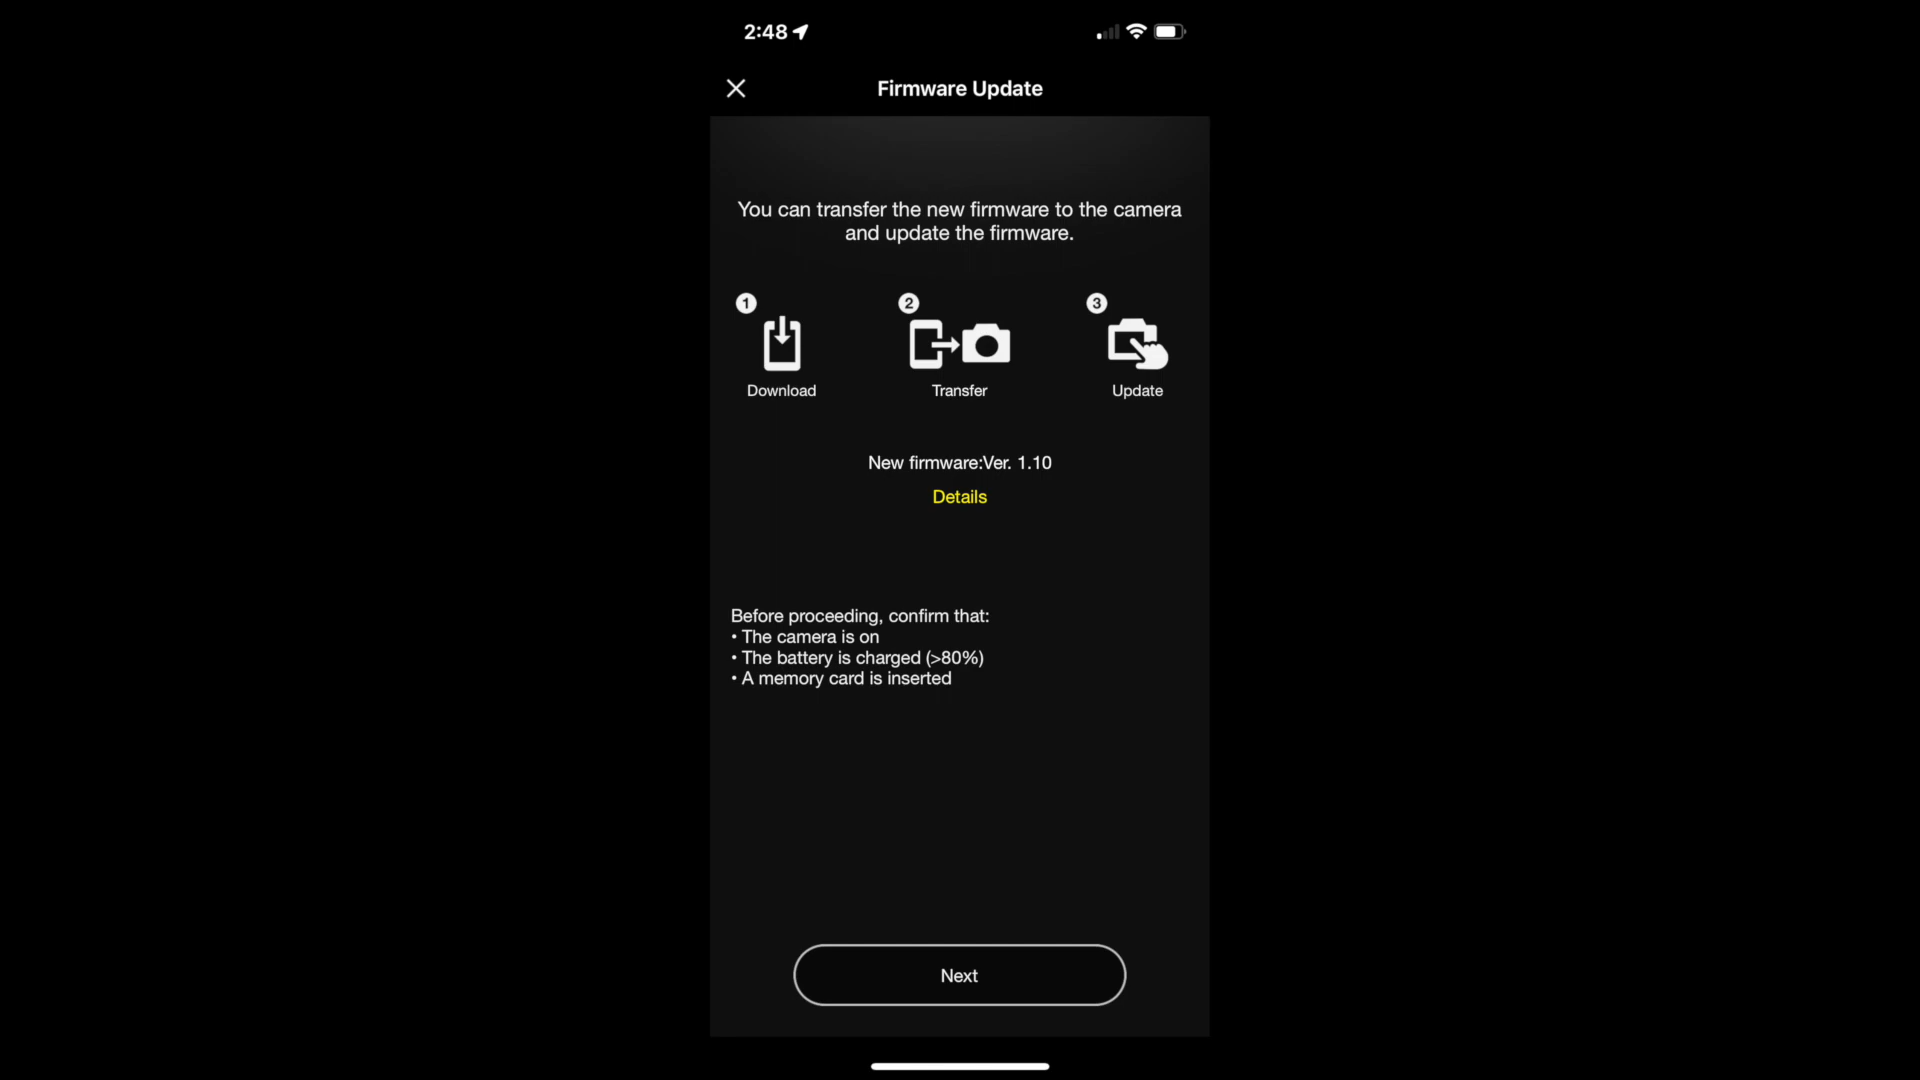 2:48
Firmware Update
You can transfer the new firmware to the camera
and update the firmware.
1 2 3
Download Transfer Update
New firmware:Ver. 1.10
Details
Before proceeding, confirm that:
• The camera is on
• The battery is charged (>80%)
• A memory card is inserted
Next